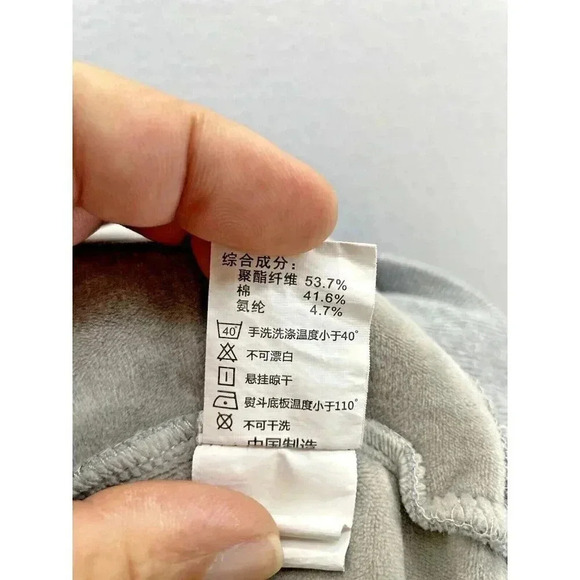 综合成分：
聚酯纤维 53.7%
棉 41.6%
氨纶 4.7%
40 手洗洗涤温度小于40°
不可漂白
悬挂晾干
熨斗底板温度小于110°
不可干洗
中国制造